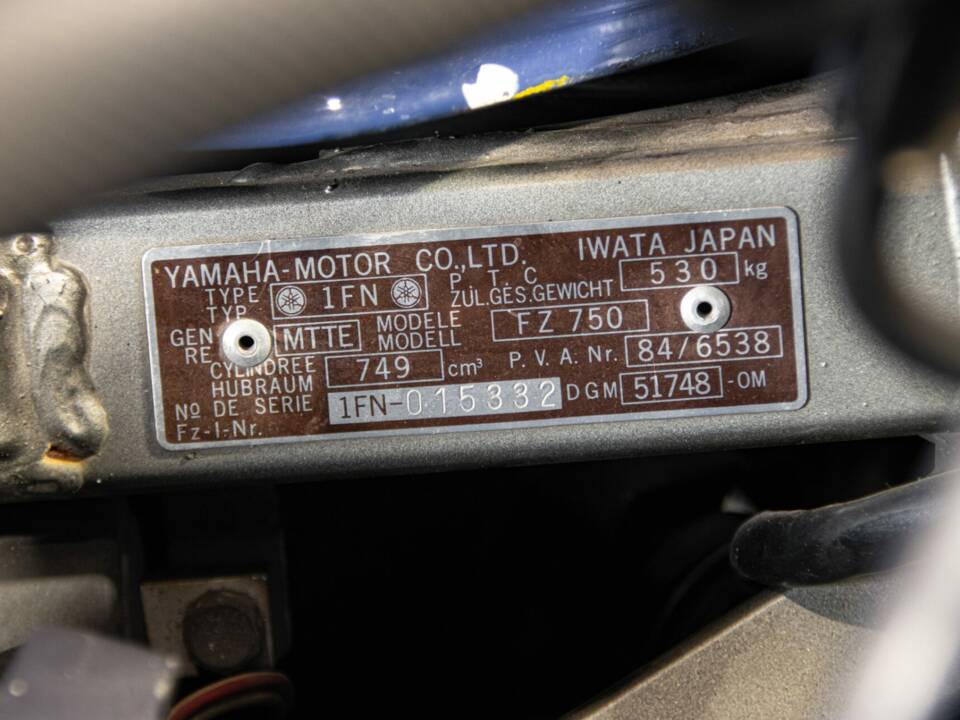 YAMAHA-MOTOR CO.,LTD. IWATA JAPAN
TYPE
TYP 1FN P. T. C.
ZUL.GES.GEWICHT 530 kg
GEN
RE MTTE MODELE
MODELL FZ 750
CYLINDREE
HUBRAUM 749 cm³ P. V. A. Nr. 84/6538
No DE SERIE
Fz-I-Nr. 1FN-015332 DGM 51748 -OM